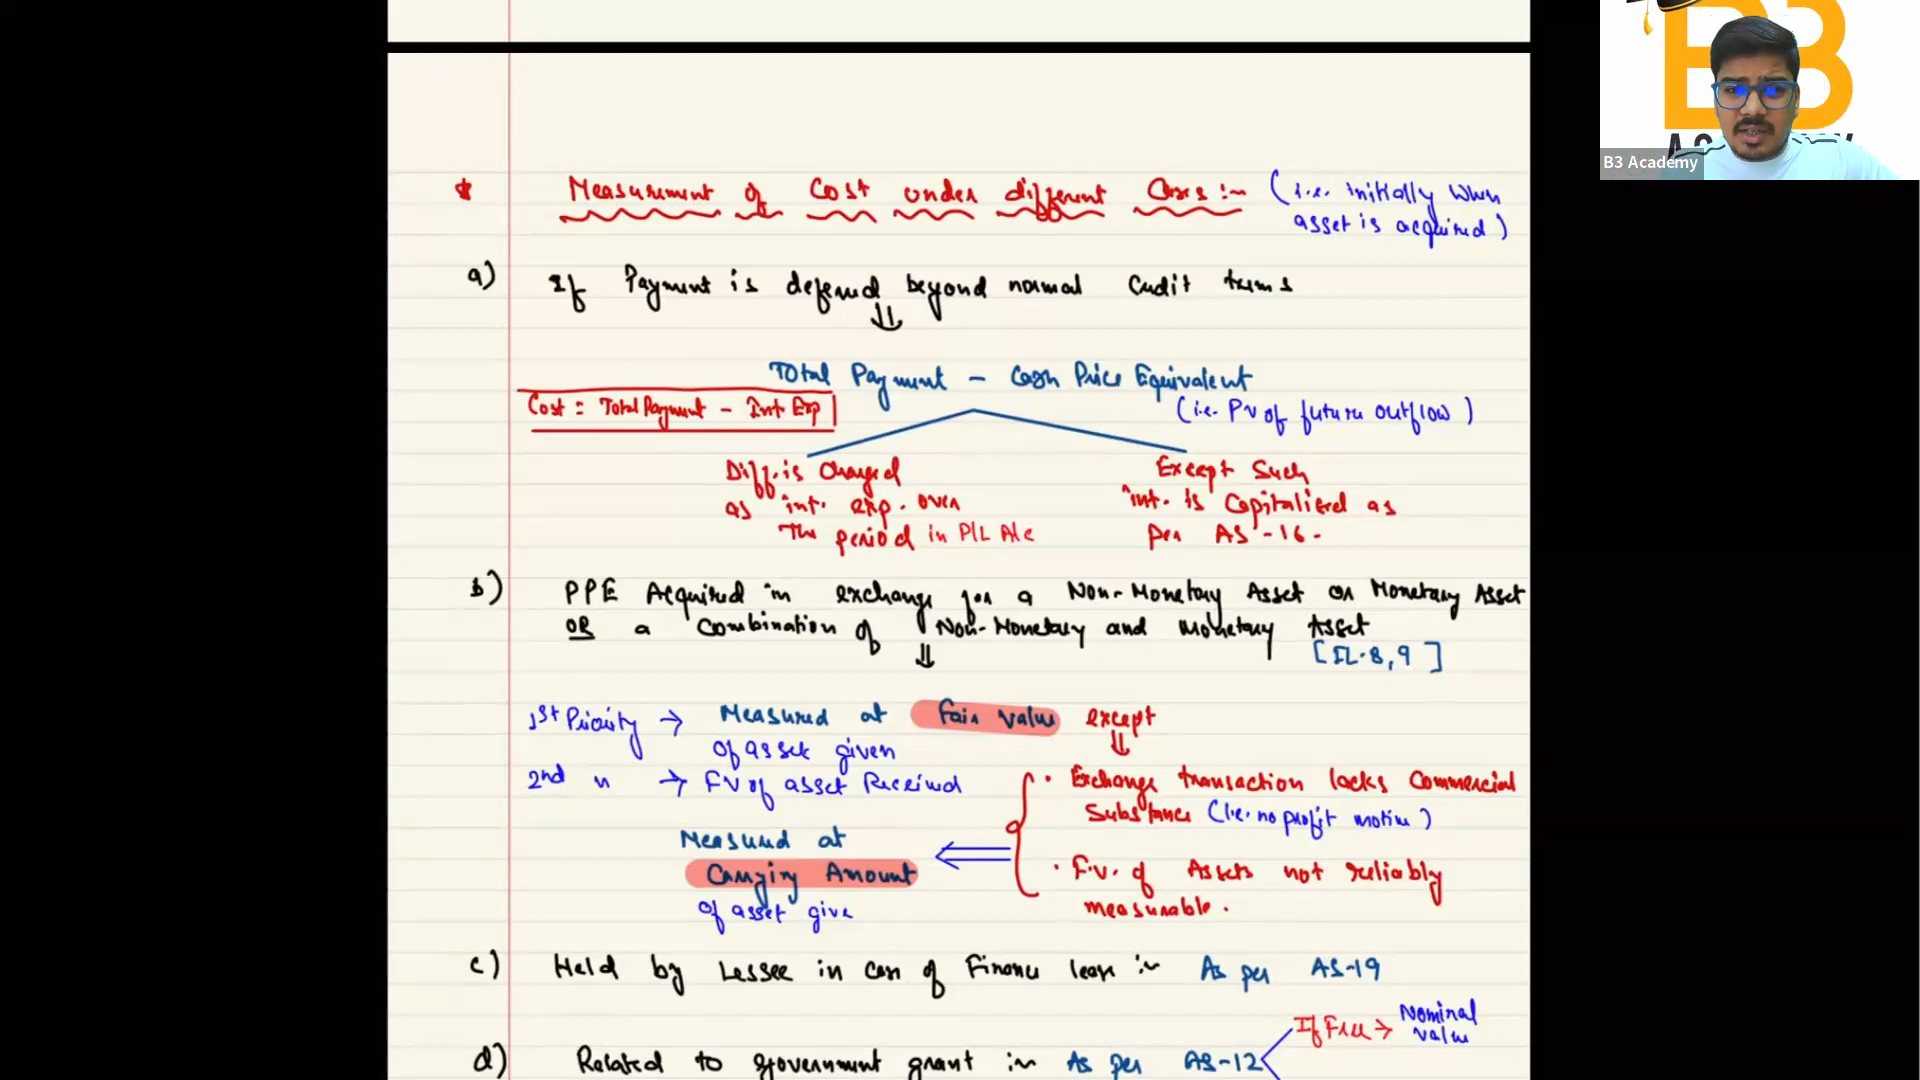 * Measurement of Cost under different Cases :- (i.e. initially when
asset is acquired)
a) If Payment is deferred beyond normal Credit terms
Total Payment - Cash Price Equivalent
Cost = Total Payment - Int Exp
(i.e. PV of future outflow)
Diff. is Charged
as int. exp. over
the period in P/L A/c
Except Such
int. is Capitalised as
per AS-16.
b) PPE Acquired in exchange for a Non-Monetary Asset or Monetary Asset
OR a Combination of Non-Monetary and Monetary Asset
[IL.8,9]
1st Priority → Measured at Fair Value except
of asset given
2nd " → FV of asset Received
• Exchange transaction lacks Commercial
Substance (i.e. no profit motive)
Measured at
Carrying Amount
of asset give
• F.V. of Assets not reliably
measurable.
c) Held by Lessee in Case of Finance lease :- As per AS-19
d) Related to government grant :- As per AS-12
If Free → Nominal
Value
B3
B3 Academy